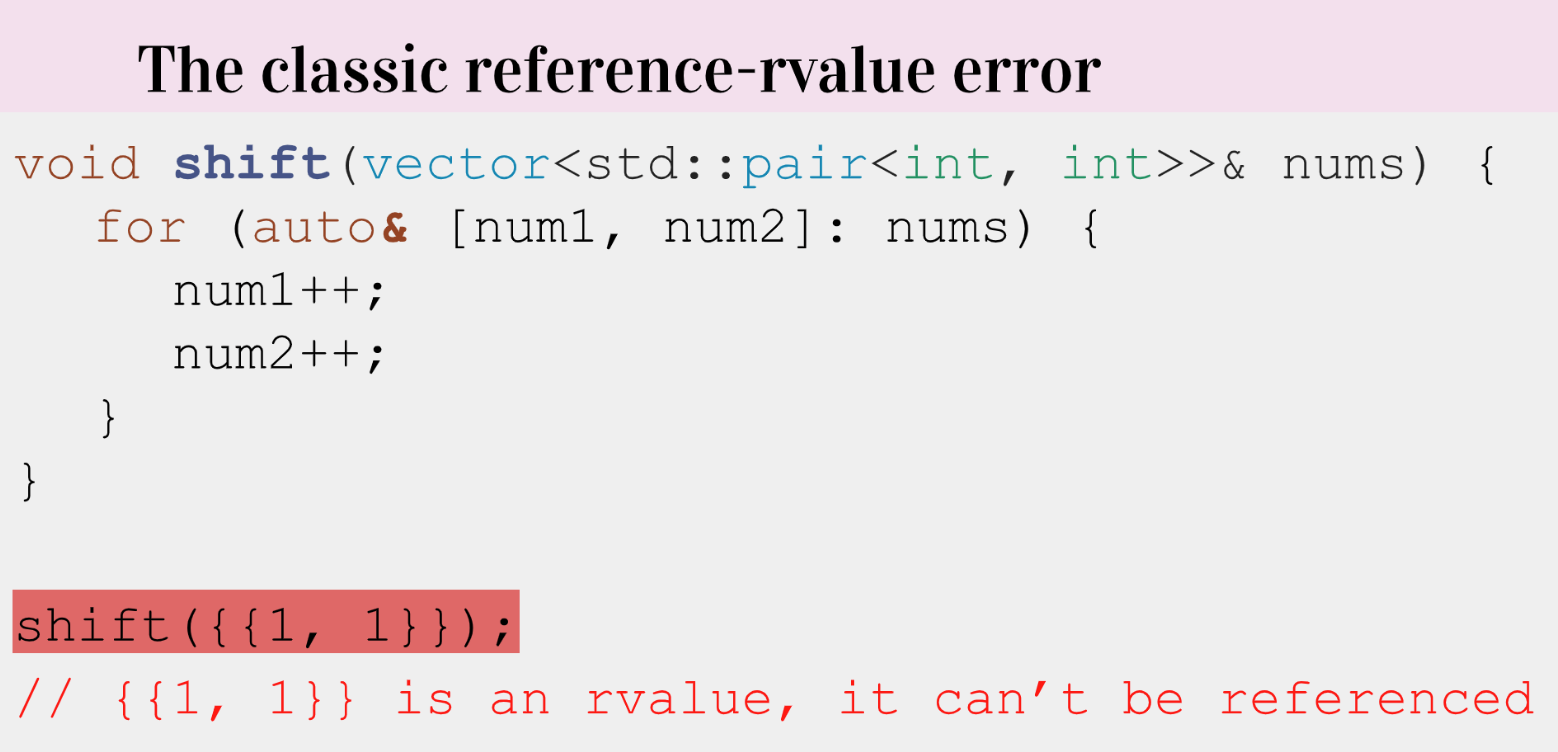 The classic reference-rvalue error
void shift(vector<std::pair<int, int>>& nums) {
for (auto& [num1, num2]: nums) {
num1++;
num2++;
}
}
shift({{1, 1}});
// {{1, 1}} is an rvalue, it can’t be referenced